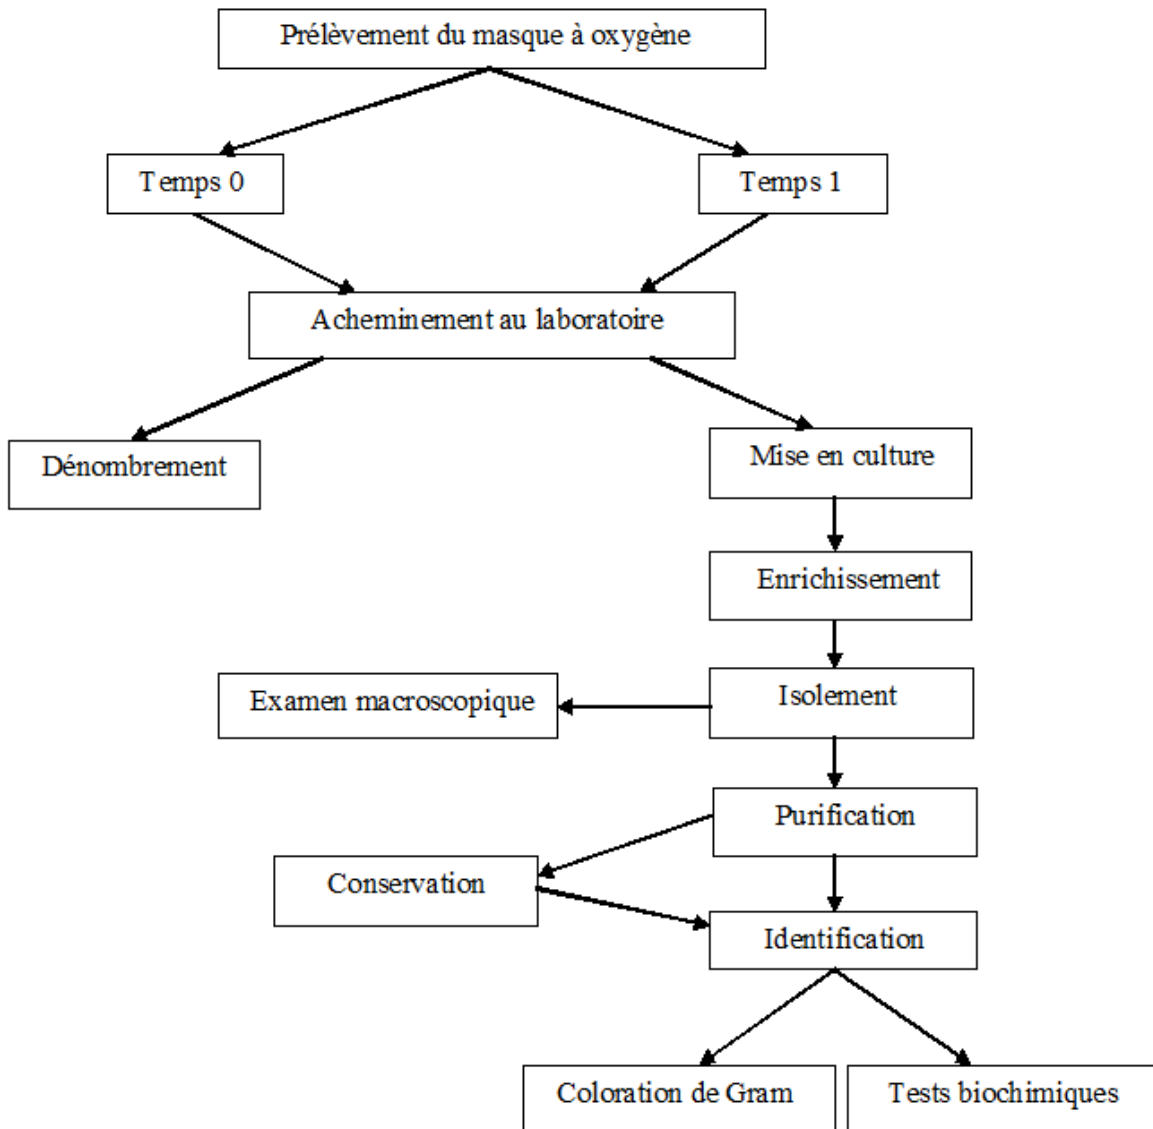 Prélèvement du masque à oxygène
Temps 0
Temps 1
Acheminement au laboratoire
Dénombrement
Mise en culture
Enrichissement
Isolement
Examen macroscopique
Purification
Conservation
Identification
Coloration de Gram
Tests biochimiques